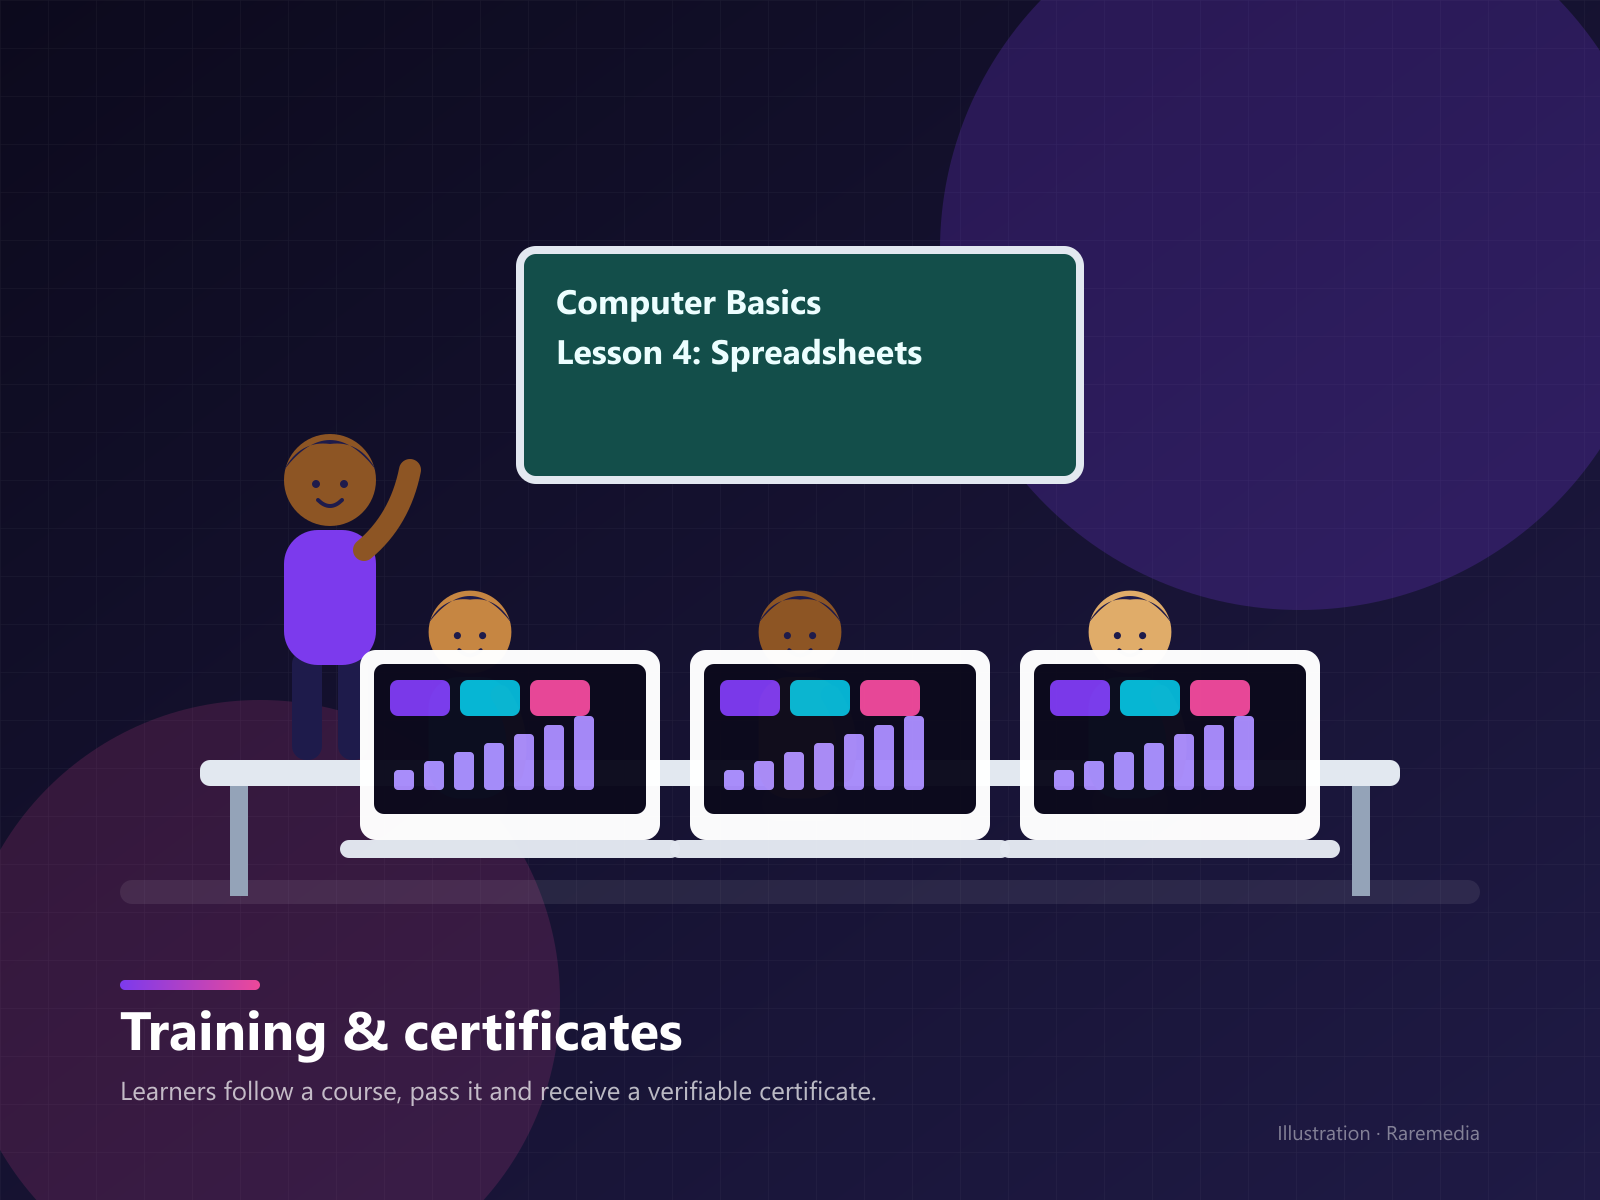 Computer Basics
Lesson 4: Spreadsheets
Training & certificates
Learners follow a course, pass it and receive a verifiable certificate.
Illustration · Raremedia